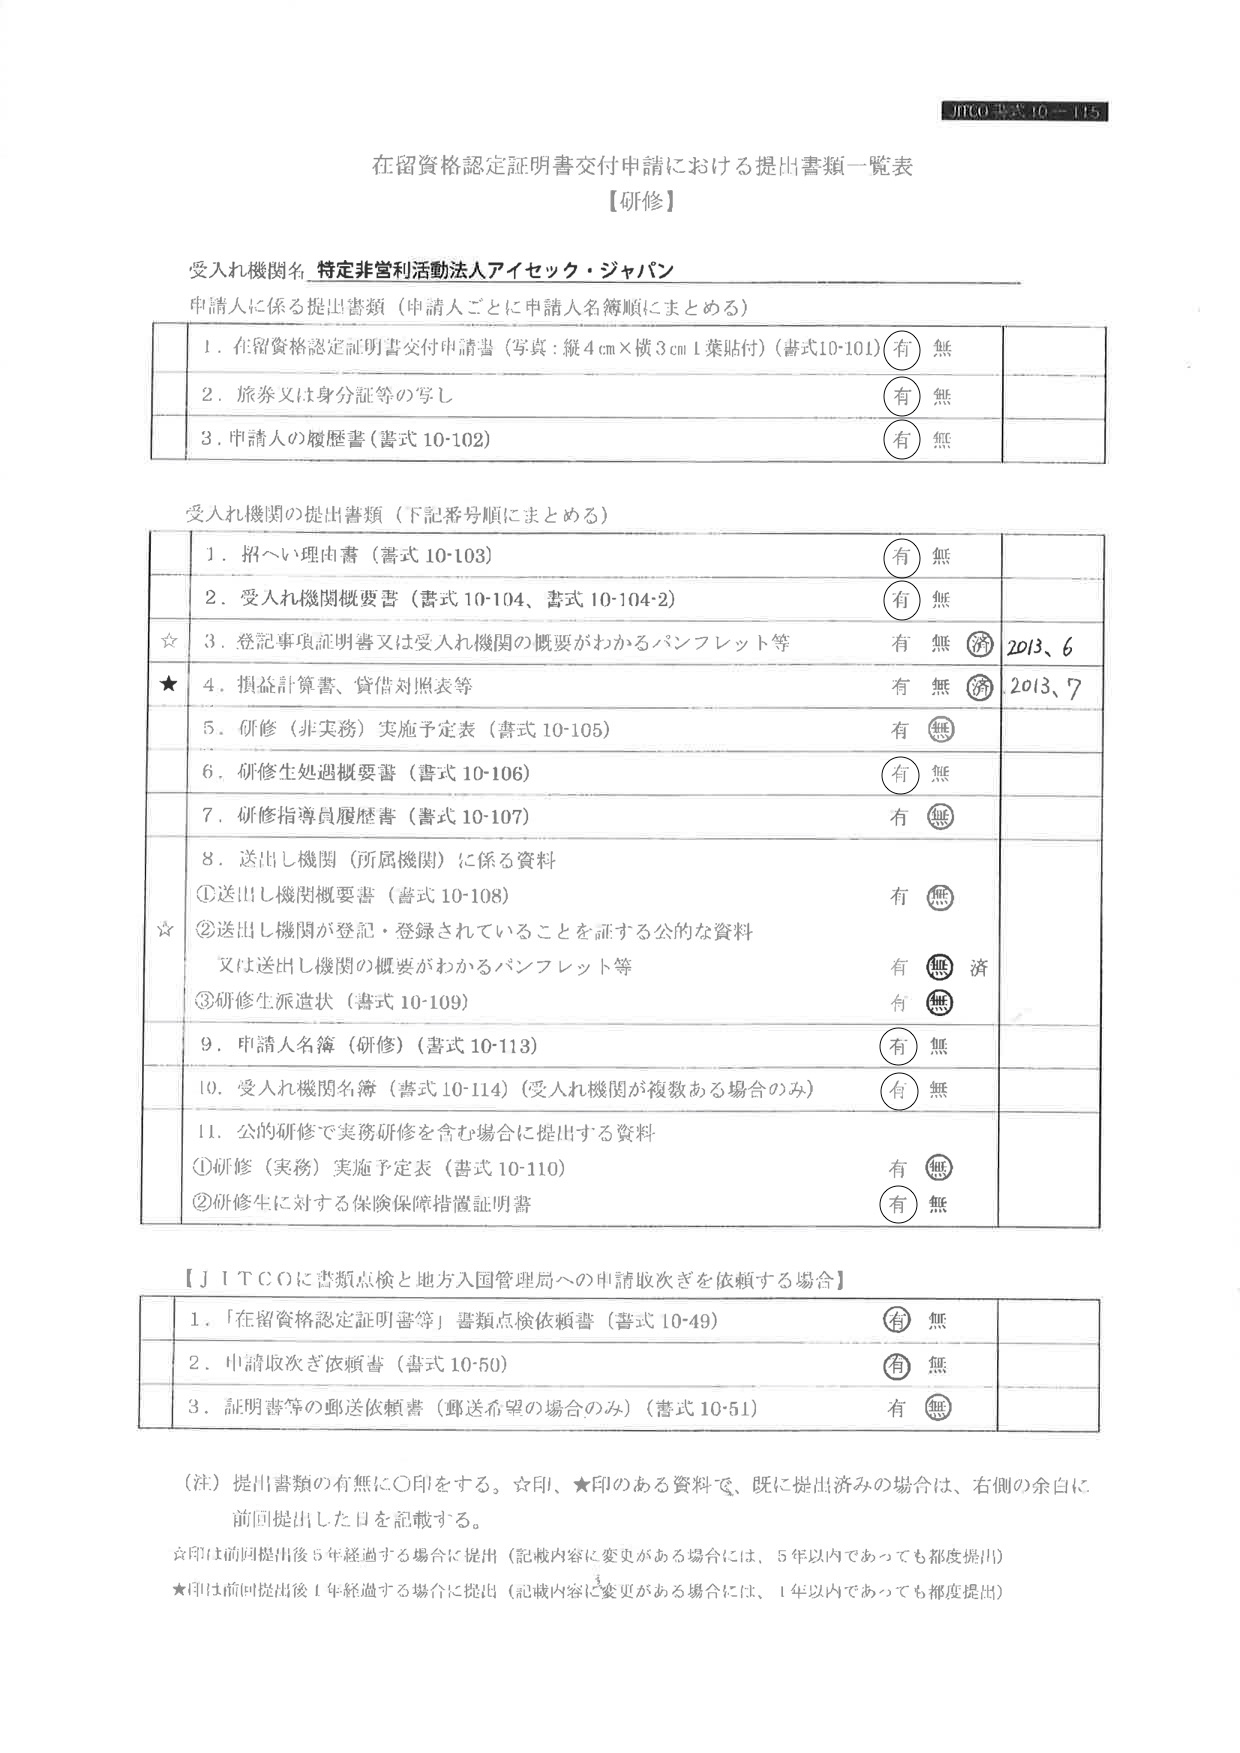 JITCO 書式 10－115
在留資格認定証明書交付申請における提出書類一覧表
【研修】
受入れ機関名 特定非営利活動法人アイセック・ジャパン
申請人に係る提出書類（申請人ごとに申請人名簿順にまとめる）
1．在留資格認定証明書交付申請書（写真：縦4cm×横3cm１葉貼付）（書式10-101） 有 無
2．旅券又は身分証等の写し 有 無
3．申請人の履歴書（書式 10-102） 有 無
受入れ機関の提出書類（下記番号順にまとめる）
1．招へい理由書（書式 10-103） 有 無
2．受入れ機関概要書（書式 10-104、書式 10-104-2） 有 無
☆ 3．登記事項証明書又は受入れ機関の概要がわかるパンフレット等 有 無 済 2013、6
★ 4．損益計算書、貸借対照表等 有 無 済 2013、7
5．研修（非実務）実施予定表（書式 10-105） 有 無
6．研修生処遇概要書（書式 10-106） 有 無
7．研修指導員履歴書（書式 10-107） 有 無
8．送出し機関（所属機関）に係る資料
①送出し機関概要書（書式 10-108） 有 無
☆ ②送出し機関が登記・登録されていることを証する公的な資料
又は送出し機関の概要がわかるパンフレット等 有 無 済
③研修生派遣状（書式 10-109） 有 無
9．申請人名簿（研修）（書式 10-113） 有 無
10．受入れ機関名簿（書式 10-114）（受入れ機関が複数ある場合のみ） 有 無
11．公的研修で実務研修を含む場合に提出する資料
①研修（実務）実施予定表（書式 10-110） 有 無
②研修生に対する保険保障措置証明書 有 無
【ＪＩＴＣＯに書類点検と地方入国管理局への申請取次ぎを依頼する場合】
1．「在留資格認定証明書等」書類点検依頼書（書式 10-49） 有 無
2．申請取次ぎ依頼書（書式 10-50） 有 無
3．証明書等の郵送依頼書（郵送希望の場合のみ）（書式 10-51） 有 無
（注）提出書類の有無に○印をする。☆印、★印のある資料で、既に提出済みの場合は、右側の余白に
前回提出した日を記載する。
☆印は前回提出後５年経過する場合に提出（記載内容に変更がある場合には、５年以内であっても都度提出）
★印は前回提出後１年経過する場合に提出（記載内容に変更がある場合には、１年以内であっても都度提出）